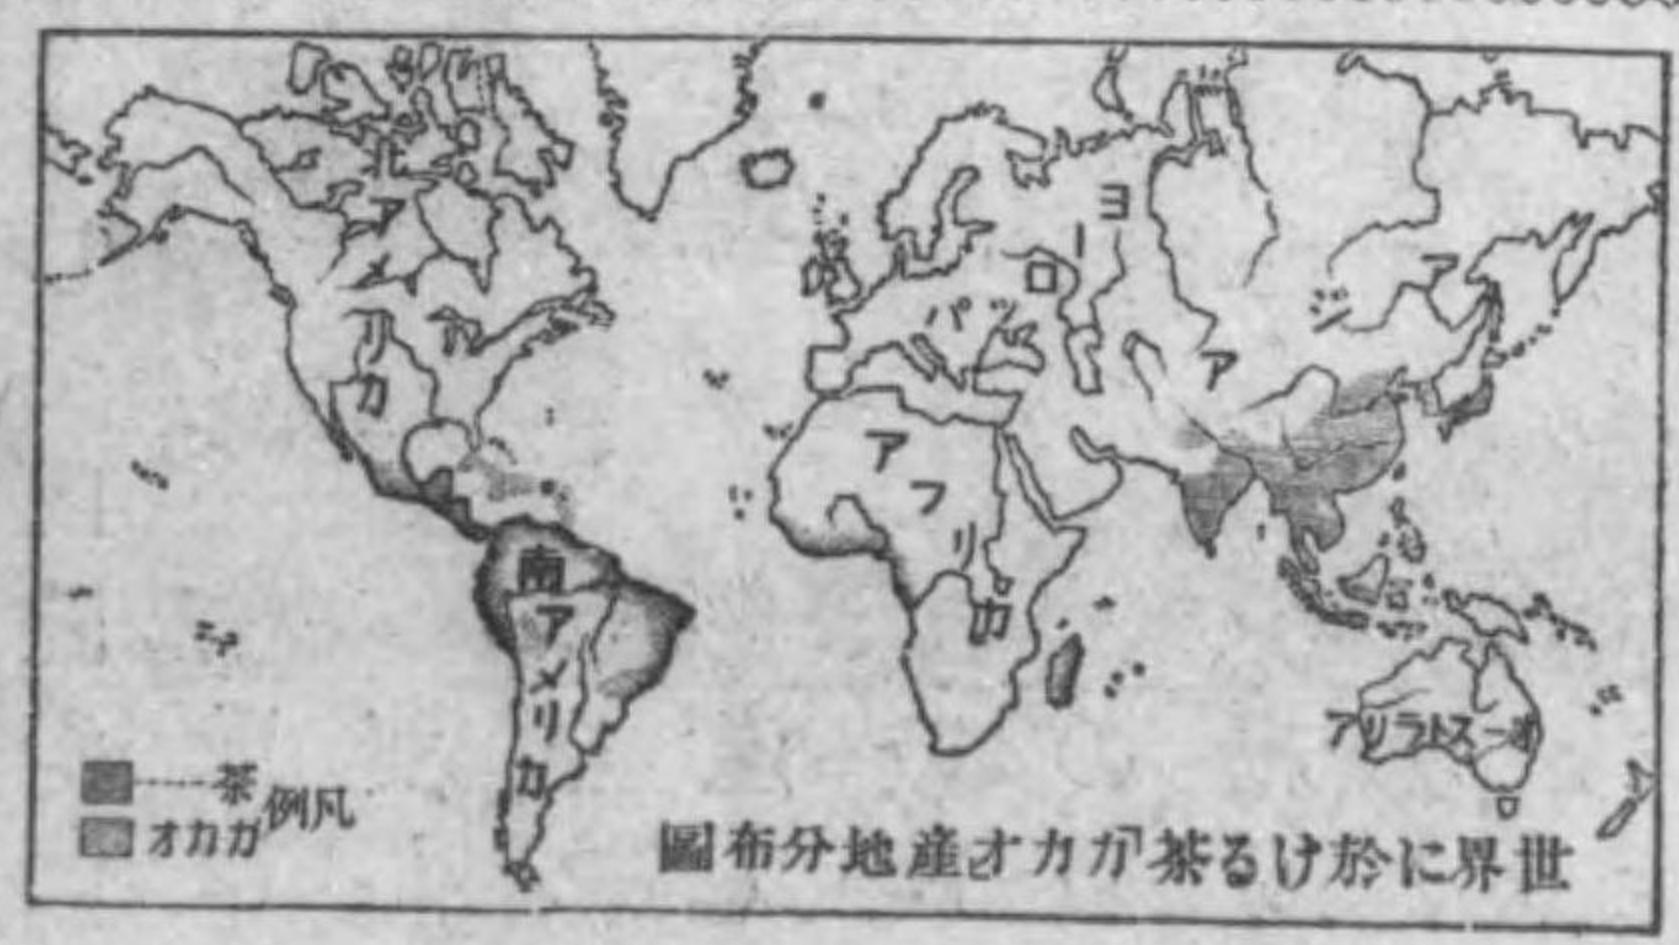 世界に於ける茶「カカオ」産地分布圖
凡例
茶……
カカオ
北アメリカ
南アメリカ
ヨーロッパ
アフリカ
アジア
オーストラリア